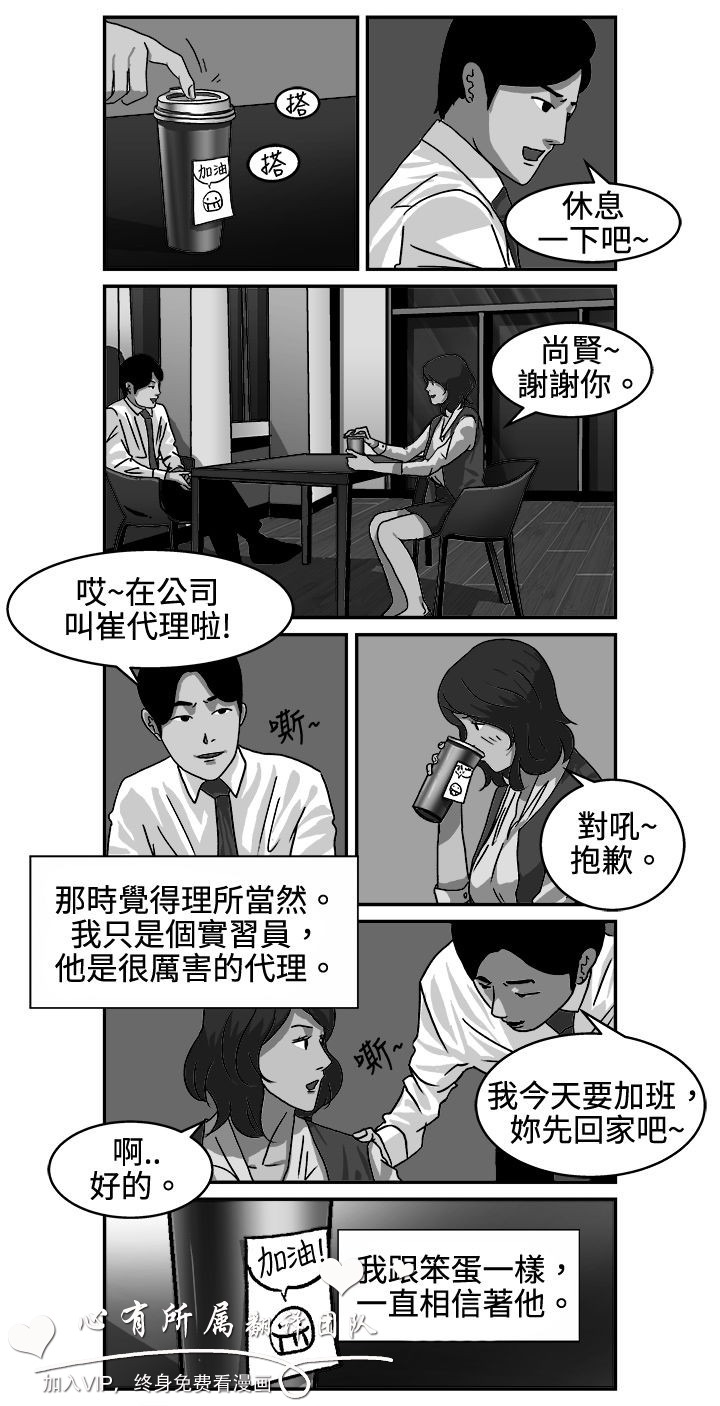 搭
搭
加油
休息
一下吧~
尚賢~
謝謝你。
哎~在公司
叫崔代理啦!
嘶~
加油
對吼~
抱歉。
那時覺得理所當然。
我只是個實習員，
他是很厲害的代理。
嘶~
我今天要加班，
妳先回家吧~
啊..
好的。
加油!
我跟笨蛋一樣，
一直相信著他。
心有所属翻译团队
加入VIP，终身免费看漫画